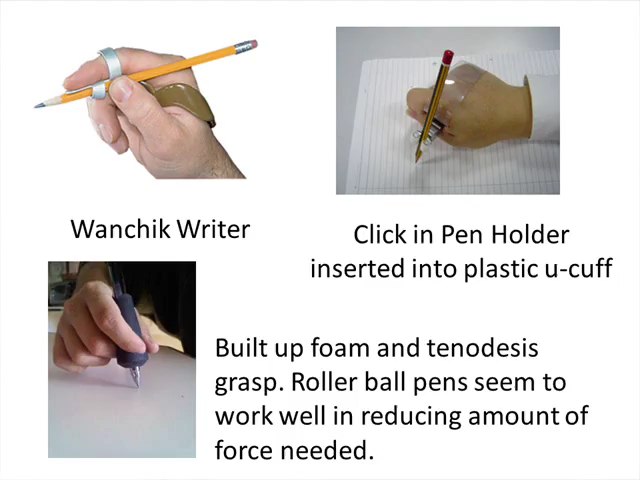 Wanchik Writer
Click in Pen Holder
inserted into plastic u-cuff
Built up foam and tenodesis
grasp. Roller ball pens seem to
work well in reducing amount of
force needed.